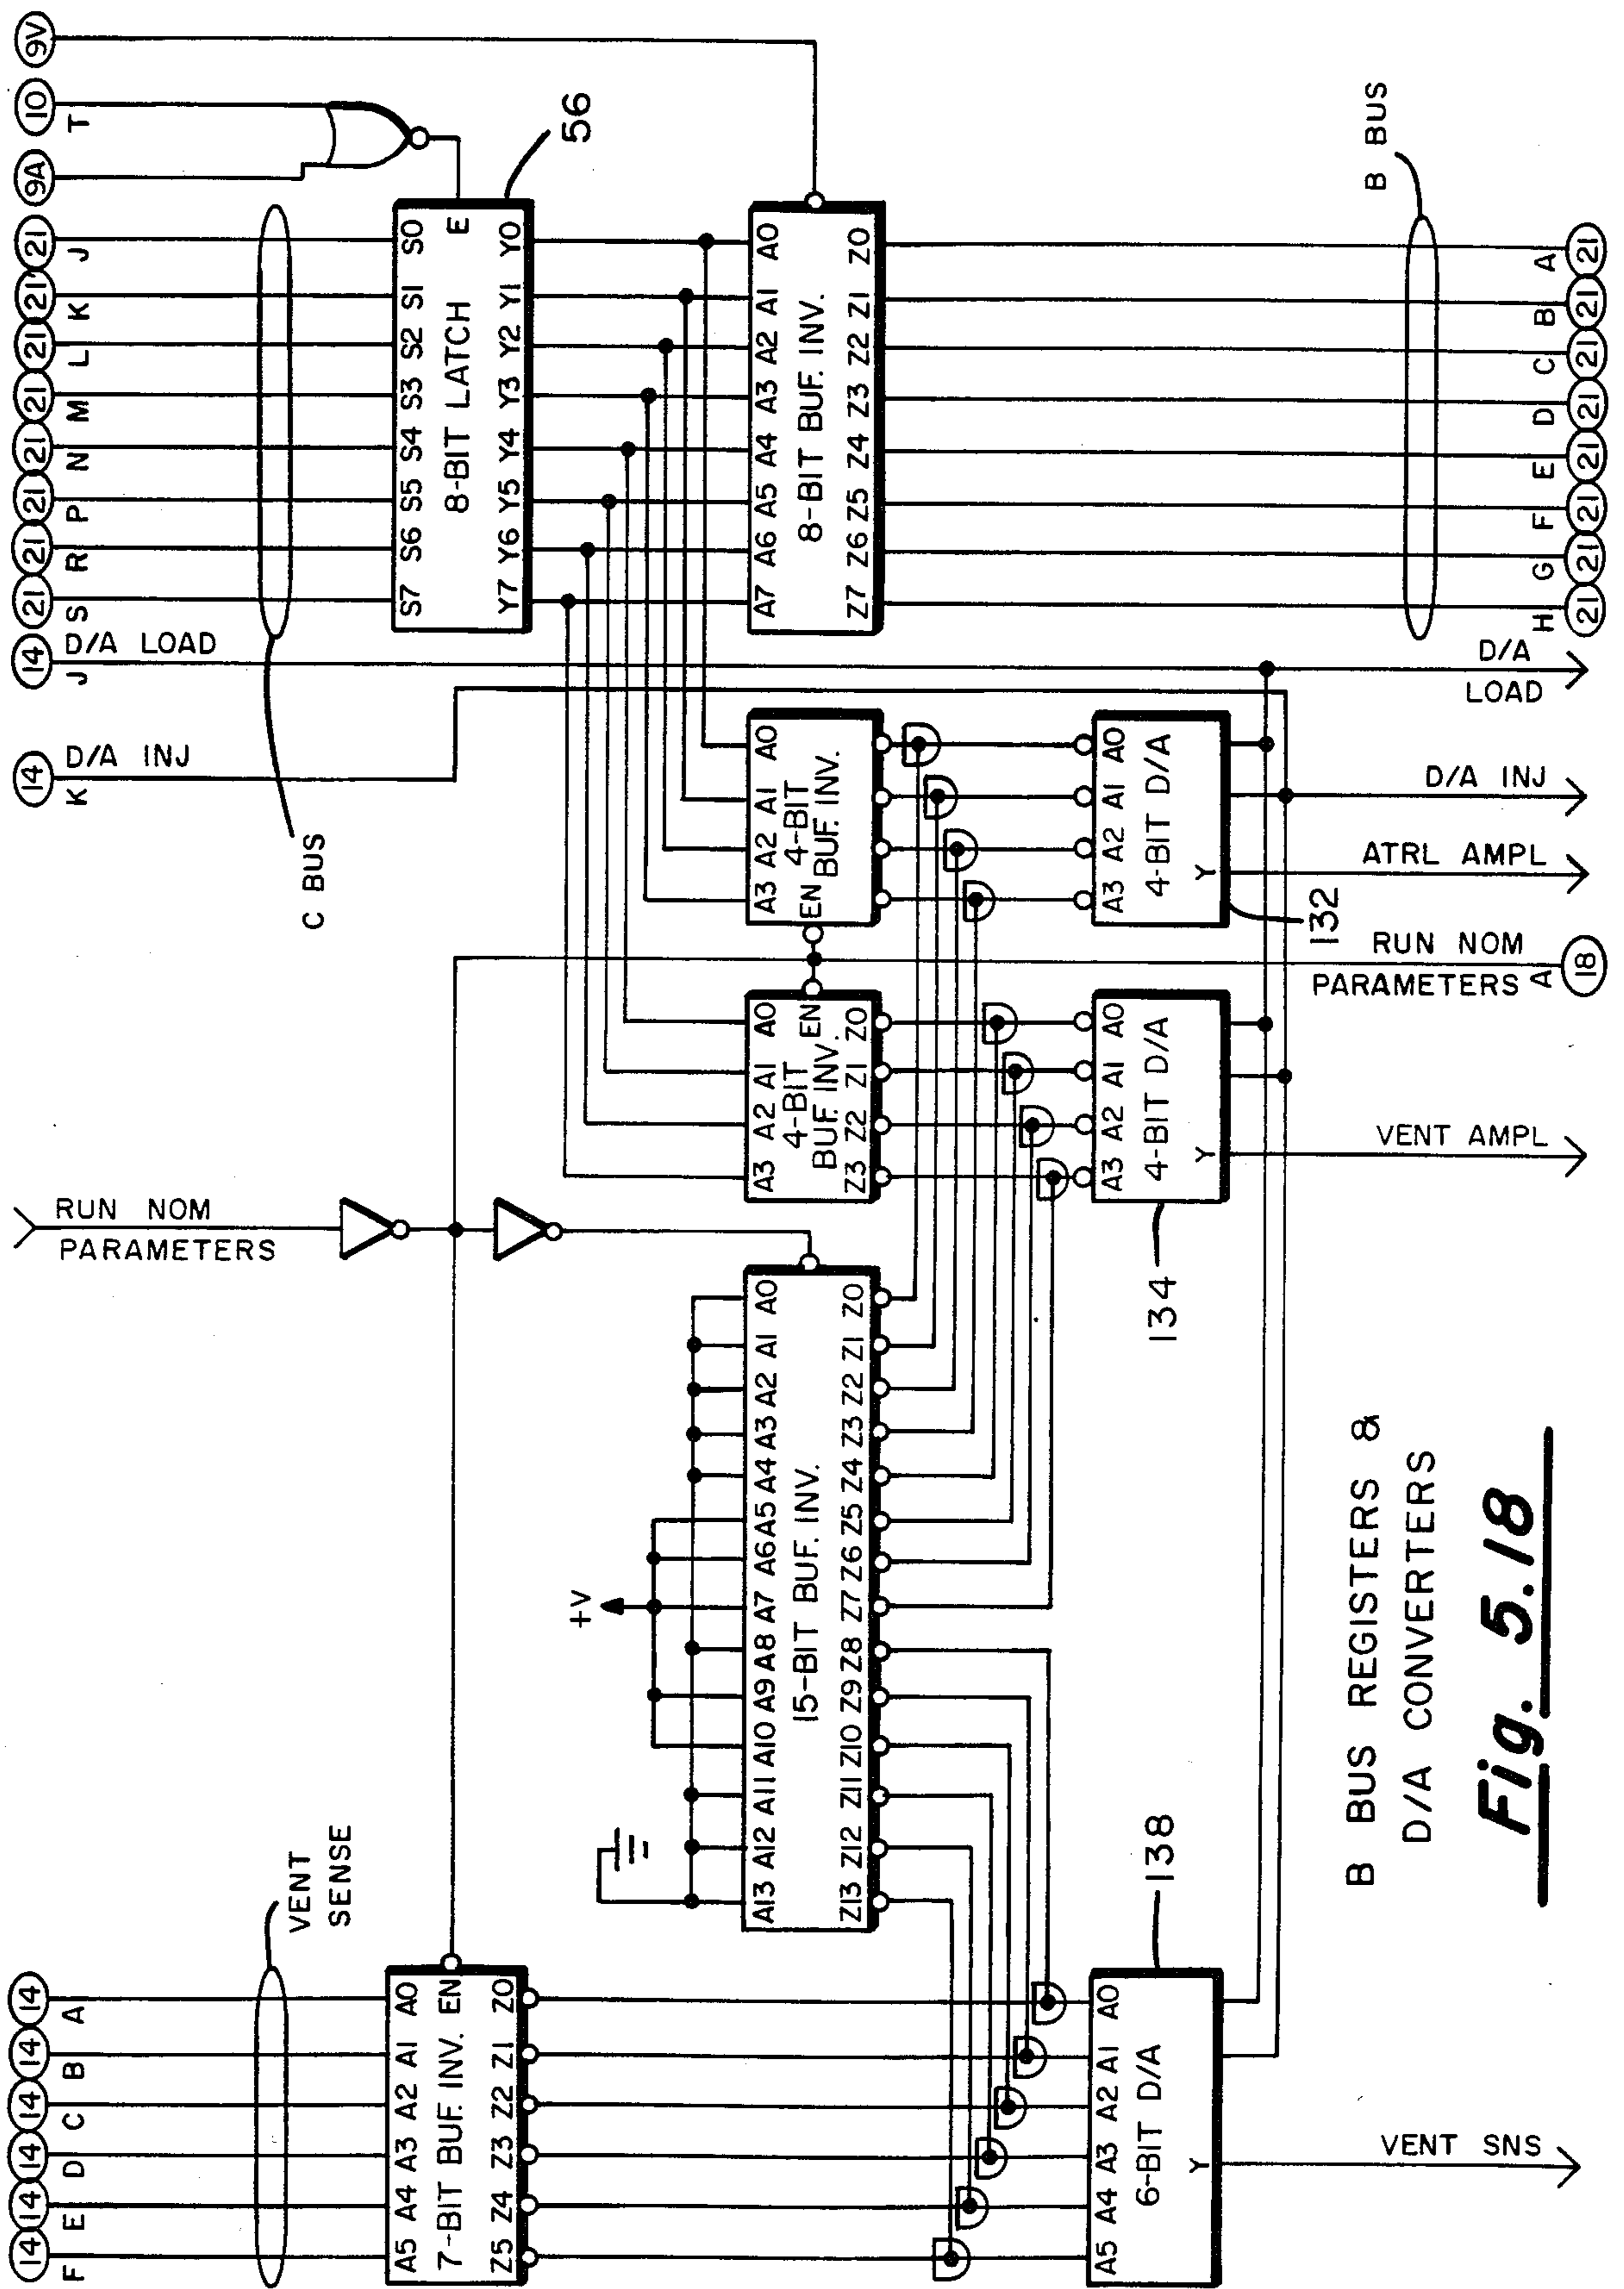 14 14 14 14 14 14
F E D C B A
VENT
SENSE
A5 A4 A3 A2 A1 A0
7-BIT BUF. INV. EN
Z5 Z4 Z3 Z2 Z1 Z0
RUN NOM
PARAMETERS
14 D/A INJ
K
14 D/A LOAD
J
21 21 21 21 21 21 21 21
S R P N M L K J
9A 10 9V
T
C BUS
S7 S6 S5 S4 S3 S2 S1 S0
8-BIT LATCH E
Y7 Y6 Y5 Y4 Y3 Y2 Y1 Y0
56
+V
A13 A12 A11 A10 A9 A8 A7 A6 A5 A4 A3 A2 A1 A0
15-BIT BUF. INV.
Z13 Z12 Z11 Z10 Z9 Z8 Z7 Z6 Z5 Z4 Z3 Z2 Z1 Z0
A3 A2 A1 A0
4-BIT EN
BUF. INV.
Z3 Z2 Z1 Z0
A3 A2 A1 A0
EN 4-BIT
BUF. INV.
A7 A6 A5 A4 A3 A2 A1 A0
8-BIT BUF. INV.
Z7 Z6 Z5 Z4 Z3 Z2 Z1 Z0
A5 A4 A3 A2 A1 A0
6-BIT D/A
Y
138
A3 A2 A1 A0
4-BIT D/A
Y
134
A3 A2 A1 A0
4-BIT D/A
Y
132
B BUS
VENT SNS
VENT AMPL
RUN NOM
PARAMETERS A
18
ATRL AMPL
D/A INJ
D/A
LOAD
H G F E D C B A
21 21 21 21 21 21 21 21
B BUS REGISTERS &
D/A CONVERTERS
Fig. 5.18